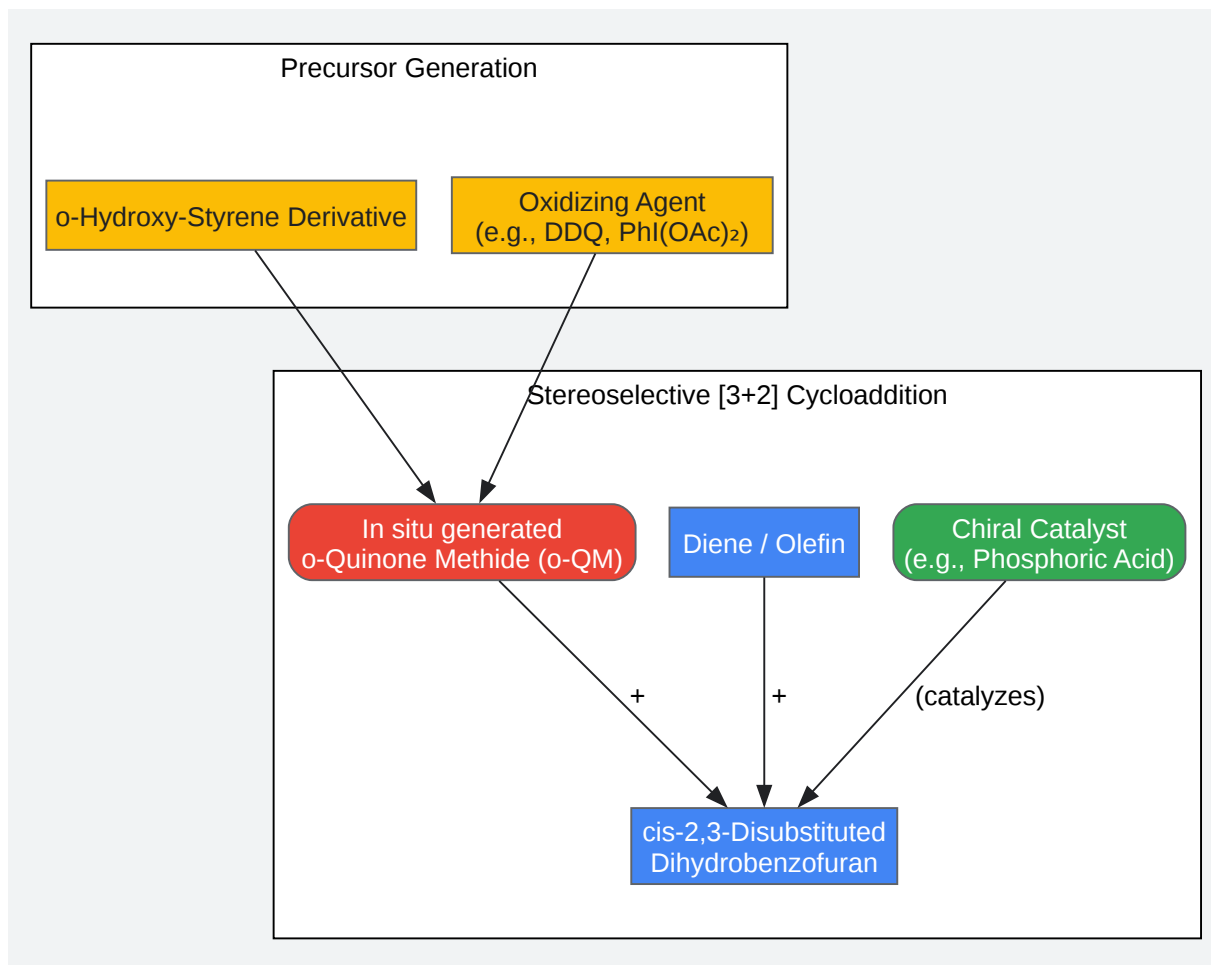 Precursor Generation
o-Hydroxy-Styrene Derivative
Oxidizing Agent
(e.g., DDQ, PhI(OAc)₂)
Stereoselective [3+2] Cycloaddition
In situ generated
o-Quinone Methide (o-QM)
Diene / Olefin
Chiral Catalyst
(e.g., Phosphoric Acid)
+
+
(catalyzes)
cis-2,3-Disubstituted
Dihydrobenzofuran